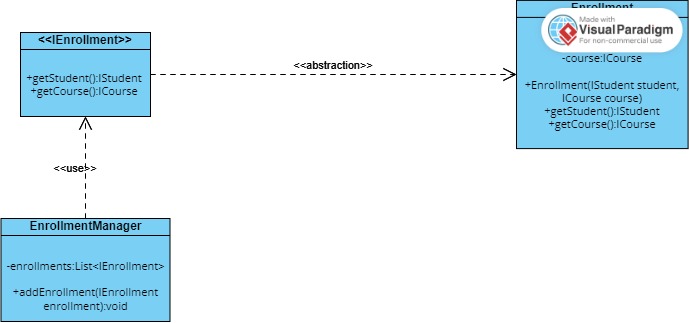 Enrollment
Made with
Visual Paradigm
For non-commercial use
<<IEnrollment>>
-course:ICourse
<<abstraction>>
+getStudent():IStudent
+getCourse():ICourse
+Enrollment(IStudent student,
ICourse course)
+getStudent():IStudent
+getCourse():ICourse
<<use>>
EnrollmentManager
-enrollments:List<IEnrollment>
+addEnrollment(IEnrollment
enrollment):void